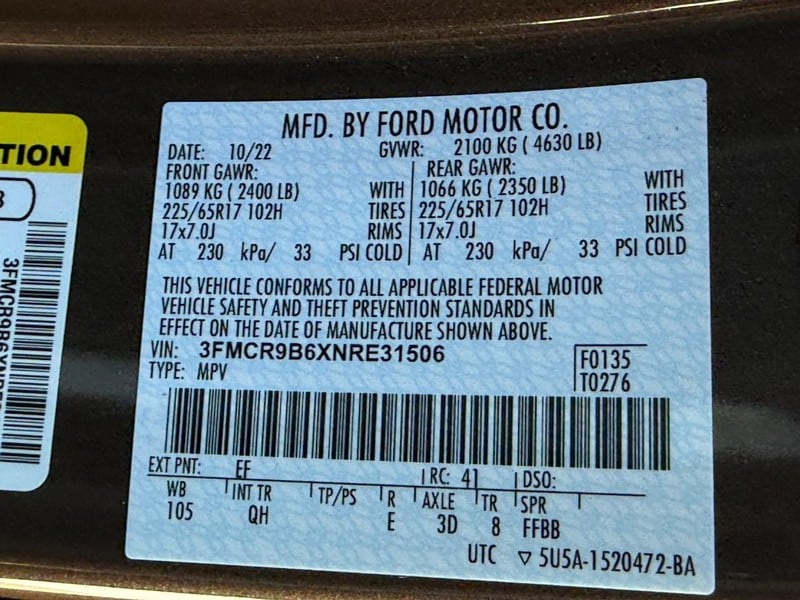 TION
3
3FMCR9B6XNRE
MFD. BY FORD MOTOR CO.
DATE: 10/22 GVWR: 2100 KG ( 4630 LB)
FRONT GAWR: REAR GAWR:
1089 KG ( 2400 LB) WITH 1066 KG ( 2350 LB) WITH
225/65R17 102H TIRES 225/65R17 102H TIRES
17x7.0J RIMS 17x7.0J RIMS
AT 230 kPa/ 33 PSI COLD AT 230 kPa/ 33 PSI COLD
THIS VEHICLE CONFORMS TO ALL APPLICABLE FEDERAL MOTOR
VEHICLE SAFETY AND THEFT PREVENTION STANDARDS IN
EFFECT ON THE DATE OF MANUFACTURE SHOWN ABOVE.
VIN: 3FMCR9B6XNRE31506
TYPE: MPV
F0135
T0276
EXT PNT: EF RC: 41 DSO:
WB INT TR TP/PS R AXLE TR SPR
105 QH E 3D 8 FFBB
UTC ▽ 5U5A-1520472-BA